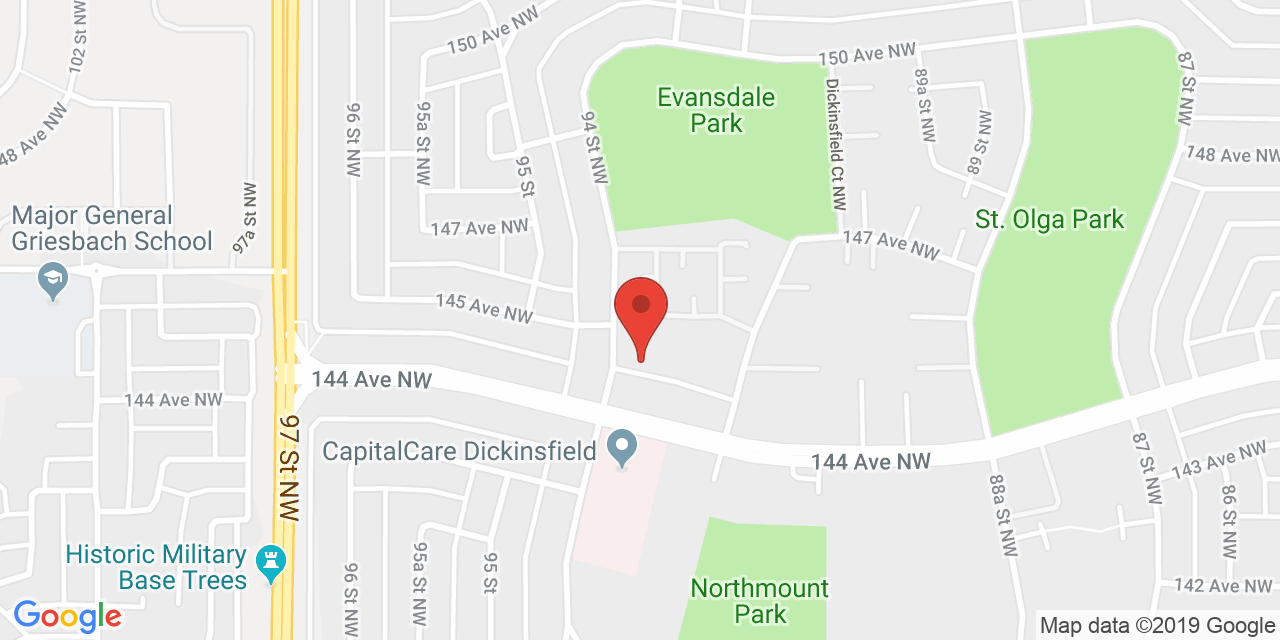 150 Ave NW
102 St NW
150 Ave NW
87 St NW
Evansdale
Park
89a St NW
Dickinsfield Ct NW
96 St NW
95a St NW
94 St NW
89 St NW
48 Ave NW
148 Ave NW
95 St
97a St NW
Major General
Griesbach School
St. Olga Park
147 Ave NW
147 Ave NW
145 Ave NW
144 Ave NW
144 Ave NW
97 St NW
CapitalCare Dickinsfield
144 Ave NW
87 St NW
143 Ave NW
88a St NW
86 St NW
Historic Military
Base Trees
95a St NW
95 St
96 St NW
Northmount
Park
142 Ave NW
Google
Map data ©2019 Google